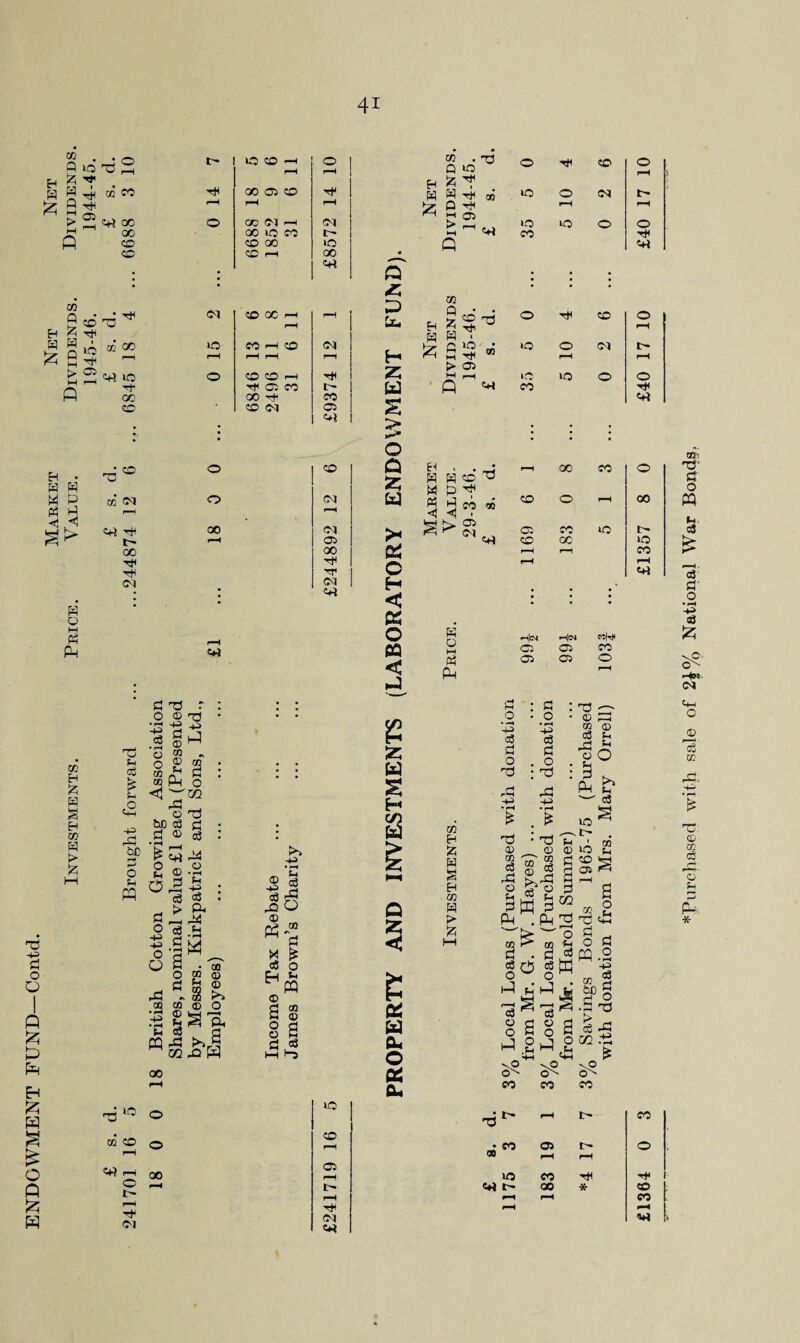 41
ENDOWMENT FUND—Contd.
£ s. d. INVESTMENTS. PRICE. MARKET VALUE. £ s. d. NET DIVIDENDS. 1945-46. £ s. d. NET DIVIDENDS. 1944-45. £ s. d.
241701 16 5 Brought forward ... ...244874 12 6 ... 6845 18 4 ... 6688 3 10
18 0 0 18 British Cotton Growing Association
Shares, nominal value £1 each (Presented
by Messrs. Kirkpatrick and Sons, Ltd.,
Employees) ... £1 ... 18 0 0 ... 0 15 2 ... 0 14 7
6846 13 6 6688 18 5
Income Tax Rebate ... 2496 11 8 1852 9 6
James Brown's Charity ... 31 6 11 31 6 11
£241719 16 5 £244892 12 6 £9374 12 1 £8572 14 10
PROPERTY AND INVESTMENTS (LABORATORY ENDOWMENT FUND).
£ s. d. INVESTMENTS. PRICE. MARKET VALUE. 29-3-46. £ s. d. NET DIVIDENDS 1945-46. £ s. d. NET DIVIDENDS. 1944-45. £ s. d.
1175 3 7 3% Local Loans (Purchased with donation
from Mr. G. W. Hayes) ... 99½ ... 1169 6 1 ... 35 5 0 ... 35 5 0
183 19 1 3% Local Loans (Purchased with donation
from Mr. Harold Sumner) ... 99½ ... 183 0 8 ... 5 10 4 ... 5 10 4
*4 17 7 3% Savings Bonds 1965-75 (Purchased
with donation from Mrs. Mary Orrell) 103¾ ... 5 1 3 ... 0 2 6 ... 0 2 6
£1364 0 3 £1357 8 0 £40 17 10 £40 17 10
*Purchased with sale of 2½% National War Bonds,